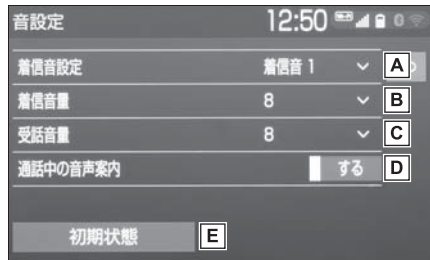 音設定 12:50 0
着信音設定 着信音 1 A
着信音量 8 B
受話音量 8 C
通話中の音声案内 する D
初期状態 E